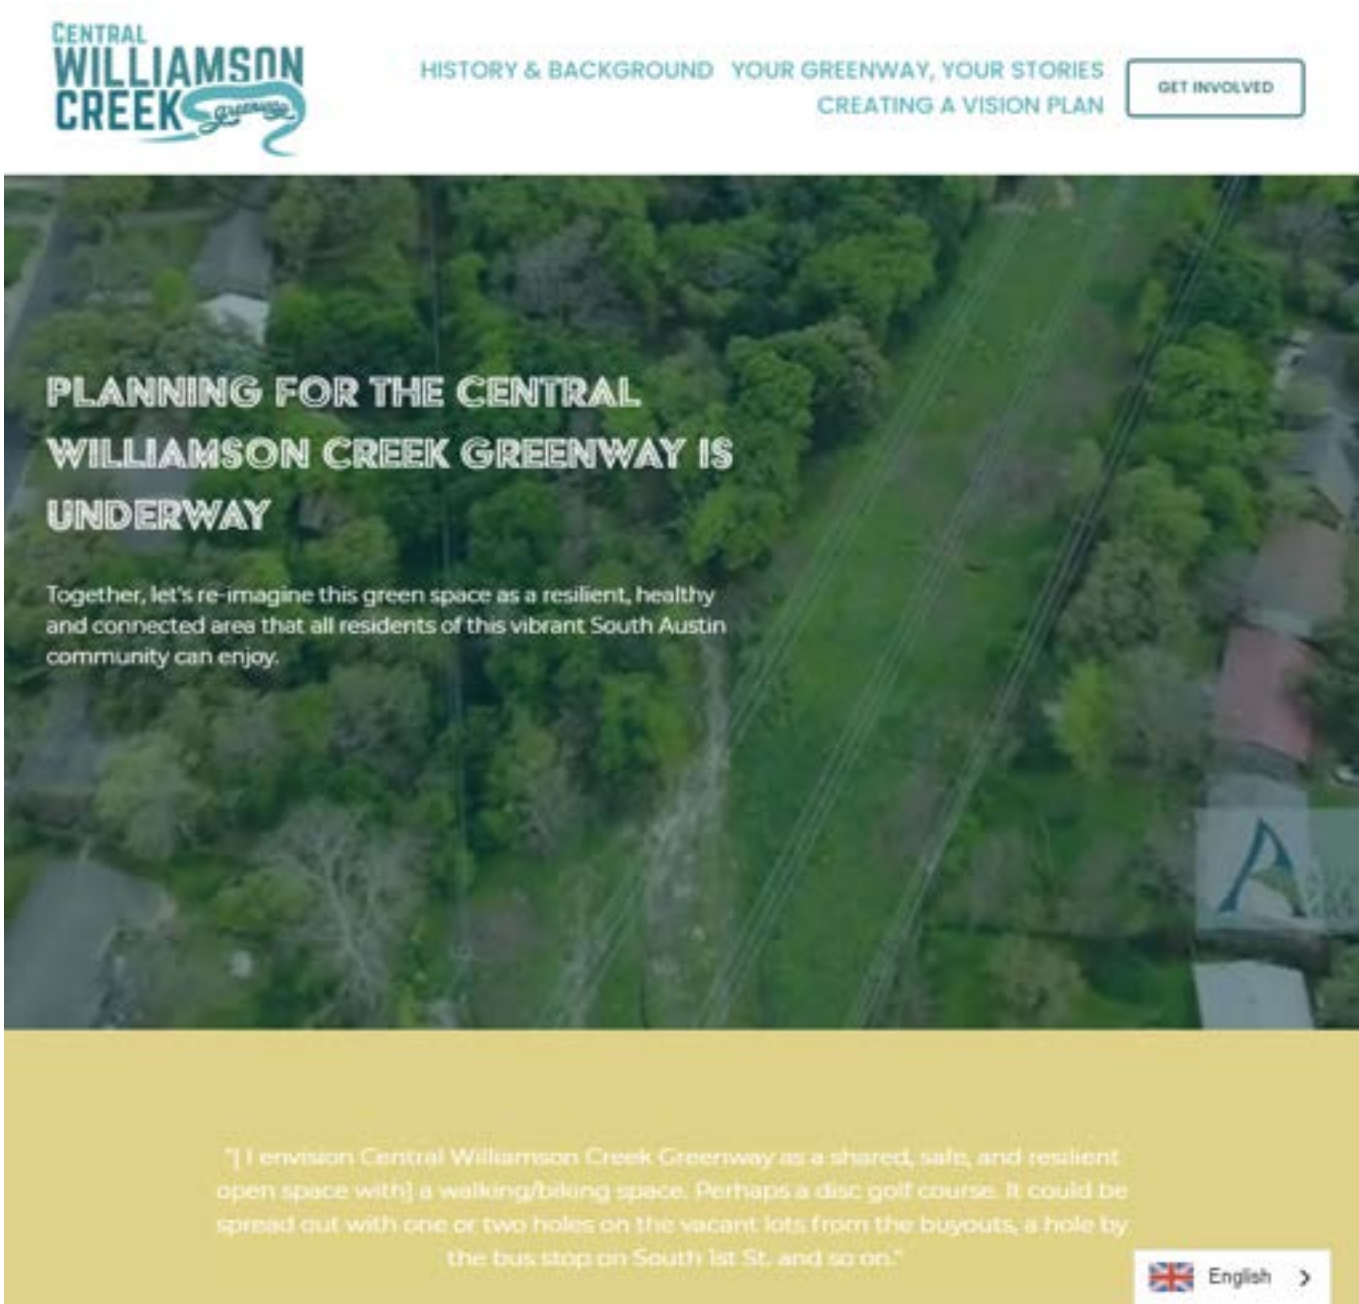 CENTRAL
WILLIAMSON
CREEK greenway
HISTORY & BACKGROUND YOUR GREENWAY, YOUR STORIES
CREATING A VISION PLAN
GET INVOLVED
PLANNING FOR THE CENTRAL
WILLIAMSON CREEK GREENWAY IS
UNDERWAY
Together, let's re-imagine this green space as a resilient, healthy
and connected area that all residents of this vibrant South Austin
community can enjoy.
"[ I envision Central Williamson Creek Greenway as a shared, safe, and resilient
open space with] a walking/biking space. Perhaps a disc golf course. It could be
spread out with one or two holes on the vacant lots from the buyouts, a hole by
the bus stop on South 1st St. and so on."
English